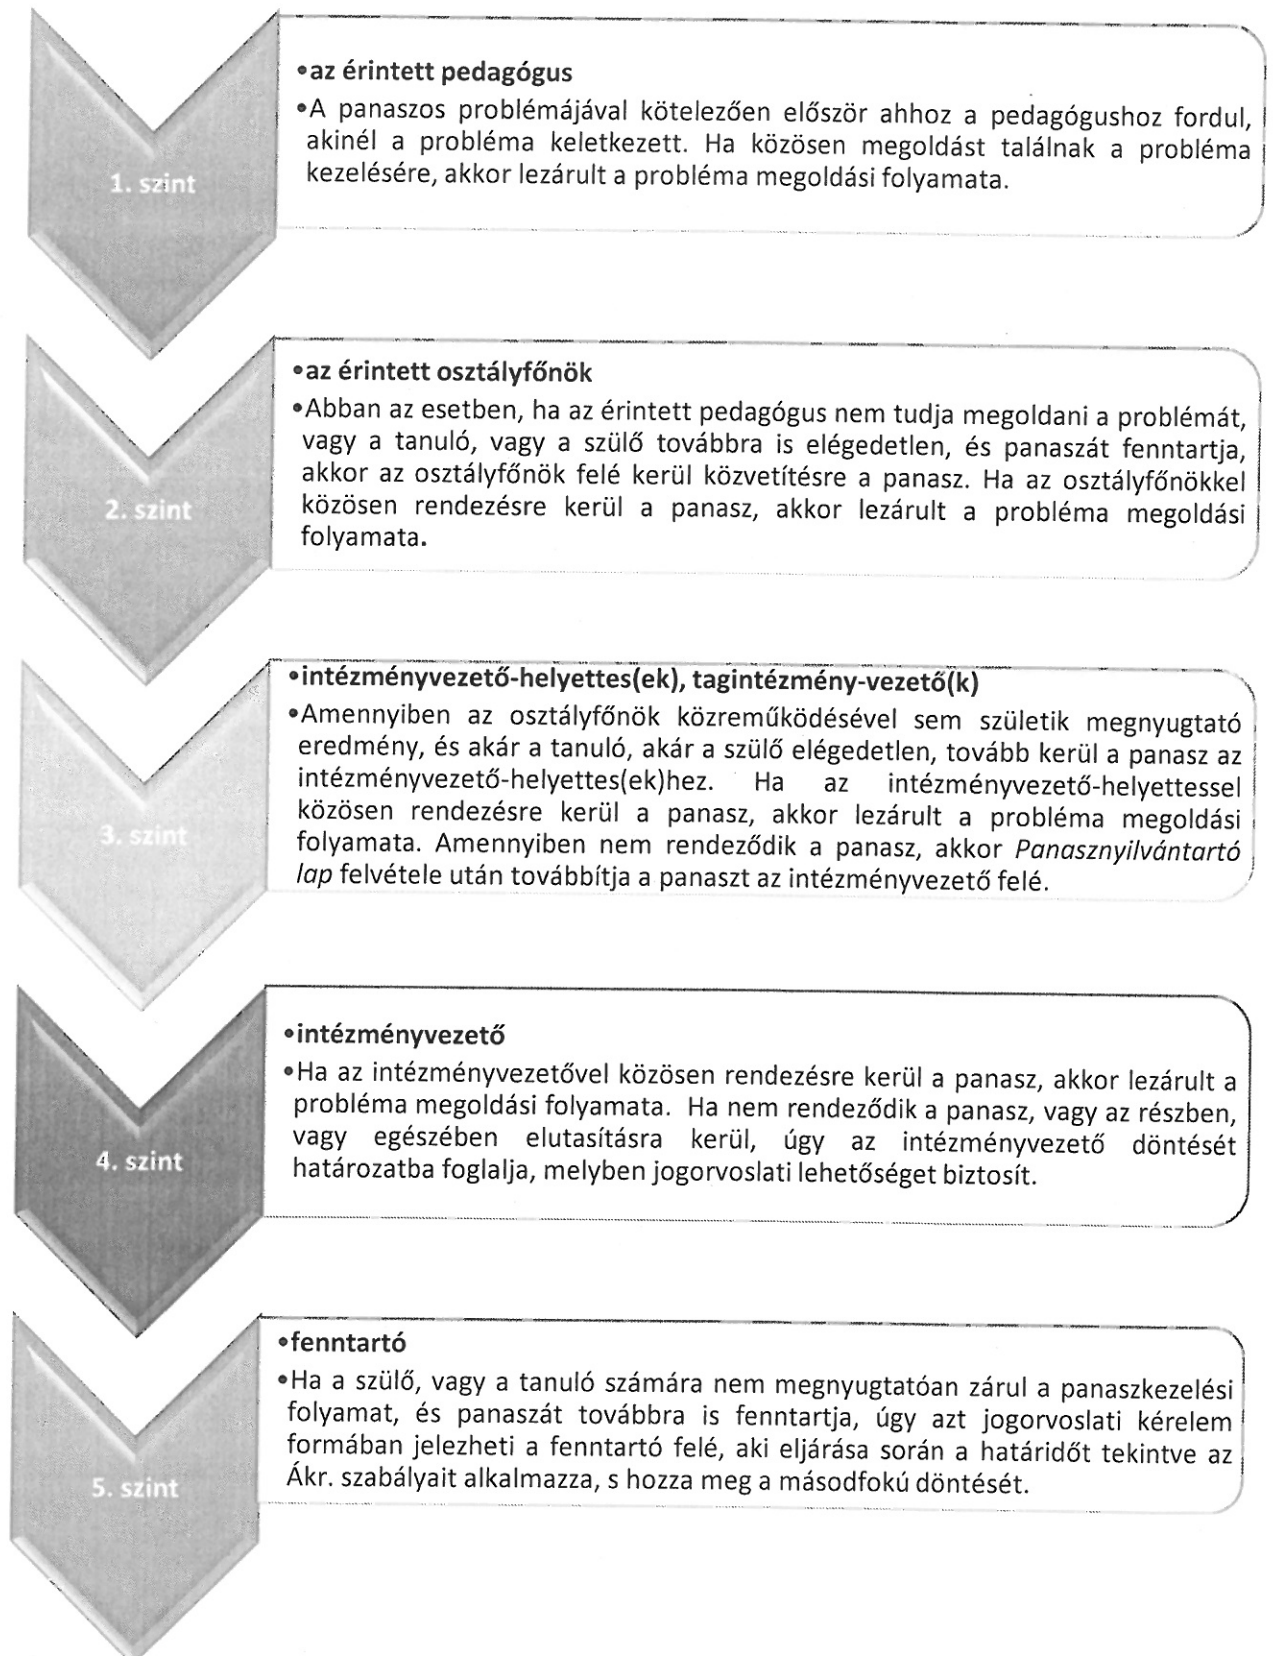 1. szint
•az érintett pedagógus
•A panaszos problémájával kötelezően először ahhoz a pedagógushoz fordul,
akinél a probléma keletkezett. Ha közösen megoldást találnak a probléma
kezelésére, akkor lezárult a probléma megoldási folyamata.
2. szint
•az érintett osztályfőnök
•Abban az esetben, ha az érintett pedagógus nem tudja megoldani a problémát,
vagy a tanuló, vagy a szülő továbbra is elégedetlen, és panaszát fenntartja,
akkor az osztályfőnök felé kerül közvetítésre a panasz. Ha az osztályfőnökkel
közösen rendezésre kerül a panasz, akkor lezárult a probléma megoldási
folyamata.
3. szint
•intézményvezető-helyettes(ek), tagintézmény-vezető(k)
•Amennyiben az osztályfőnök közreműködésével sem születik megnyugtató
eredmény, és akár a tanuló, akár a szülő elégedetlen, tovább kerül a panasz az
intézményvezető-helyettes(ek)hez. Ha az intézményvezető-helyettessel
közösen rendezésre kerül a panasz, akkor lezárult a probléma megoldási
folyamata. Amennyiben nem rendeződik a panasz, akkor Panasznyilvántartó
lap felvétele után továbbítja a panaszt az intézményvezető felé.
4. szint
•intézményvezető
•Ha az intézményvezetővel közösen rendezésre kerül a panasz, akkor lezárult a
probléma megoldási folyamata. Ha nem rendeződik a panasz, vagy az részben,
vagy egészében elutasításra kerül, úgy az intézményvezető döntését
határozatba foglalja, melyben jogorvoslati lehetőséget biztosít.
5. szint
•fenntartó
•Ha a szülő, vagy a tanuló számára nem megnyugtatóan zárul a panaszkezelési
folyamat, és panaszát továbbra is fenntartja, úgy azt jogorvoslati kérelem
formában jelezheti a fenntartó felé, aki eljárása során a határidőt tekintve az
Ákr. szabályait alkalmazza, s hozza meg a másodfokú döntését.